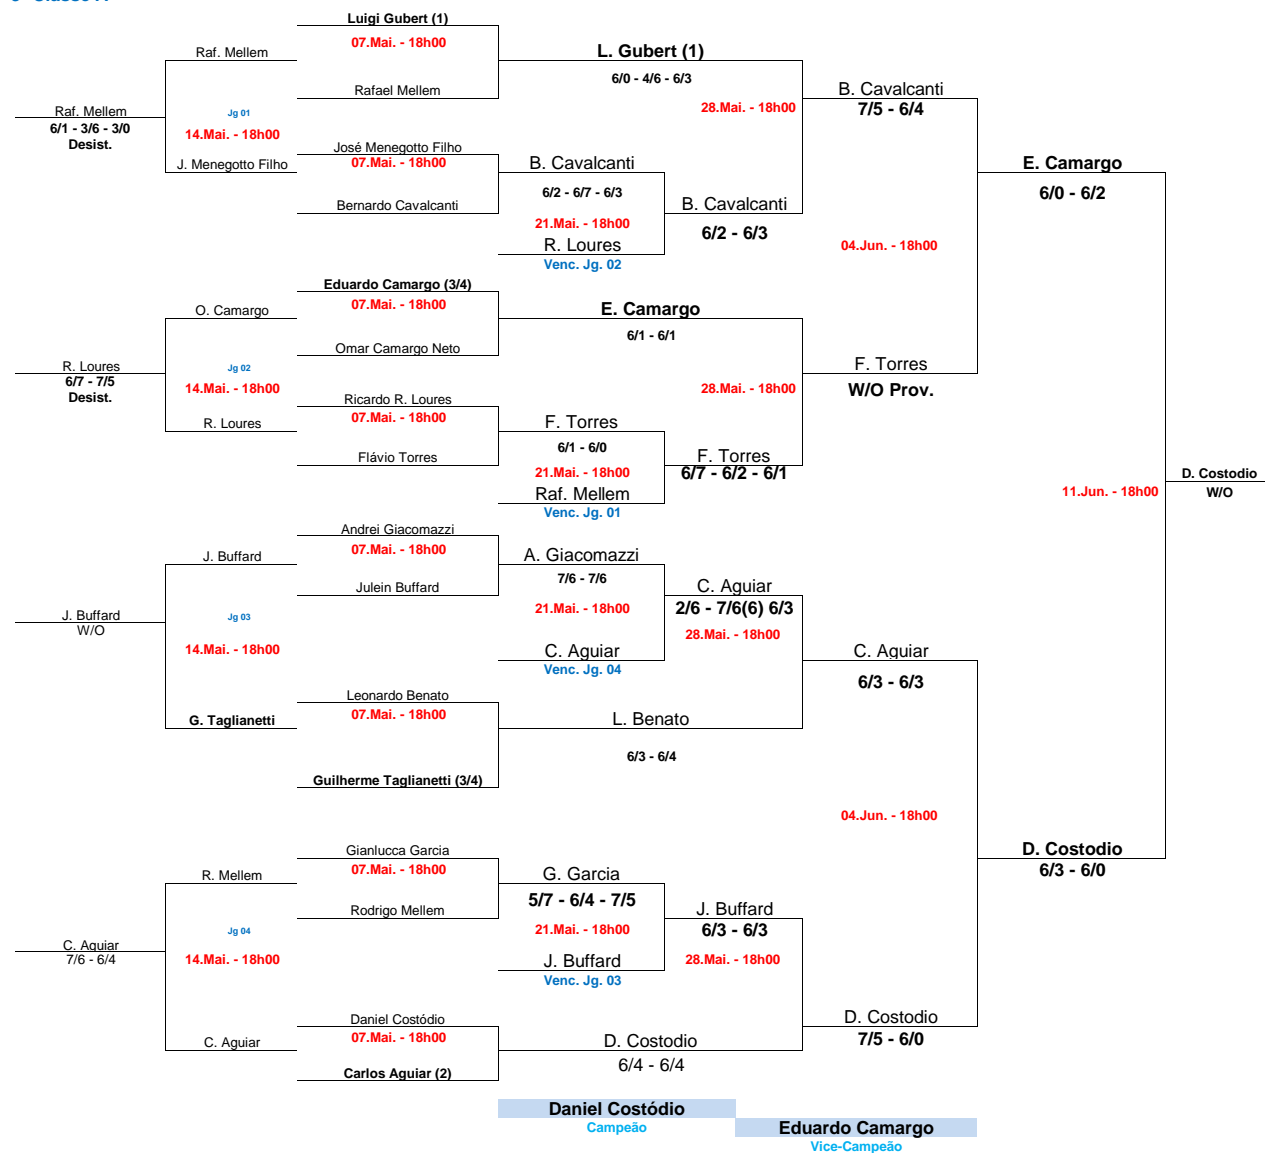 Luigi Gubert (1)
Raf. Mellem
07.Mai. - 18h00
L. Gubert (1)
6/0 - 4/6 - 6/3
Rafael Mellem
B. Cavalcanti
Raf. Mellem
Jg 01
28.Mai. - 18h00
7/5 - 6/4
6/1 - 3/6 - 3/0
14.Mai. - 18h00
Desist.
José Menegotto Filho
J. Menegotto Filho
07.Mai. - 18h00
B. Cavalcanti
E. Camargo
6/2 - 6/7 - 6/3
6/0 - 6/2
Bernardo Cavalcanti
B. Cavalcanti
21.Mai. - 18h00
6/2 - 6/3
R. Loures
04.Jun. - 18h00
Venc. Jg. 02
Eduardo Camargo (3/4)
O. Camargo
07.Mai. - 18h00
E. Camargo
6/1 - 6/1
Omar Camargo Neto
R. Loures
Jg 02
F. Torres
6/7 - 7/5
14.Mai. - 18h00
28.Mai. - 18h00
W/O Prov.
Desist.
Ricardo R. Loures
R. Loures
07.Mai. - 18h00
F. Torres
6/1 - 6/0
Flávio Torres
F. Torres
21.Mai. - 18h00
6/7 - 6/2 - 6/1
D. Costodio
Raf. Mellem
11.Jun. - 18h00
W/O
Venc. Jg. 01
Andrei Giacomazzi
J. Buffard
07.Mai. - 18h00
A. Giacomazzi
7/6 - 7/6
Julein Buffard
C. Aguiar
J. Buffard
Jg 03
21.Mai. - 18h00
2/6 - 7/6(6) 6/3
W/O
28.Mai. - 18h00
14.Mai. - 18h00
C. Aguiar
C. Aguiar
Venc. Jg. 04
6/3 - 6/3
Leonardo Benato
G. Taglianetti
07.Mai. - 18h00
L. Benato
6/3 - 6/4
Guilherme Taglianetti (3/4)
04.Jun. - 18h00
Gianlucca Garcia
D. Costodio
R. Mellem
07.Mai. - 18h00
G. Garcia
6/3 - 6/0
5/7 - 6/4 - 7/5
Rodrigo Mellem
J. Buffard
Jg 04
21.Mai. - 18h00
6/3 - 6/3
C. Aguiar
7/6 - 6/4
14.Mai. - 18h00
J. Buffard
28.Mai. - 18h00
Venc. Jg. 03
Daniel Costódio
D. Costodio
C. Aguiar
07.Mai. - 18h00
D. Costodio
7/5 - 6/0
6/4 - 6/4
Carlos Aguiar (2)
Daniel Costódio
Campeão
Eduardo Camargo
Vice-Campeão